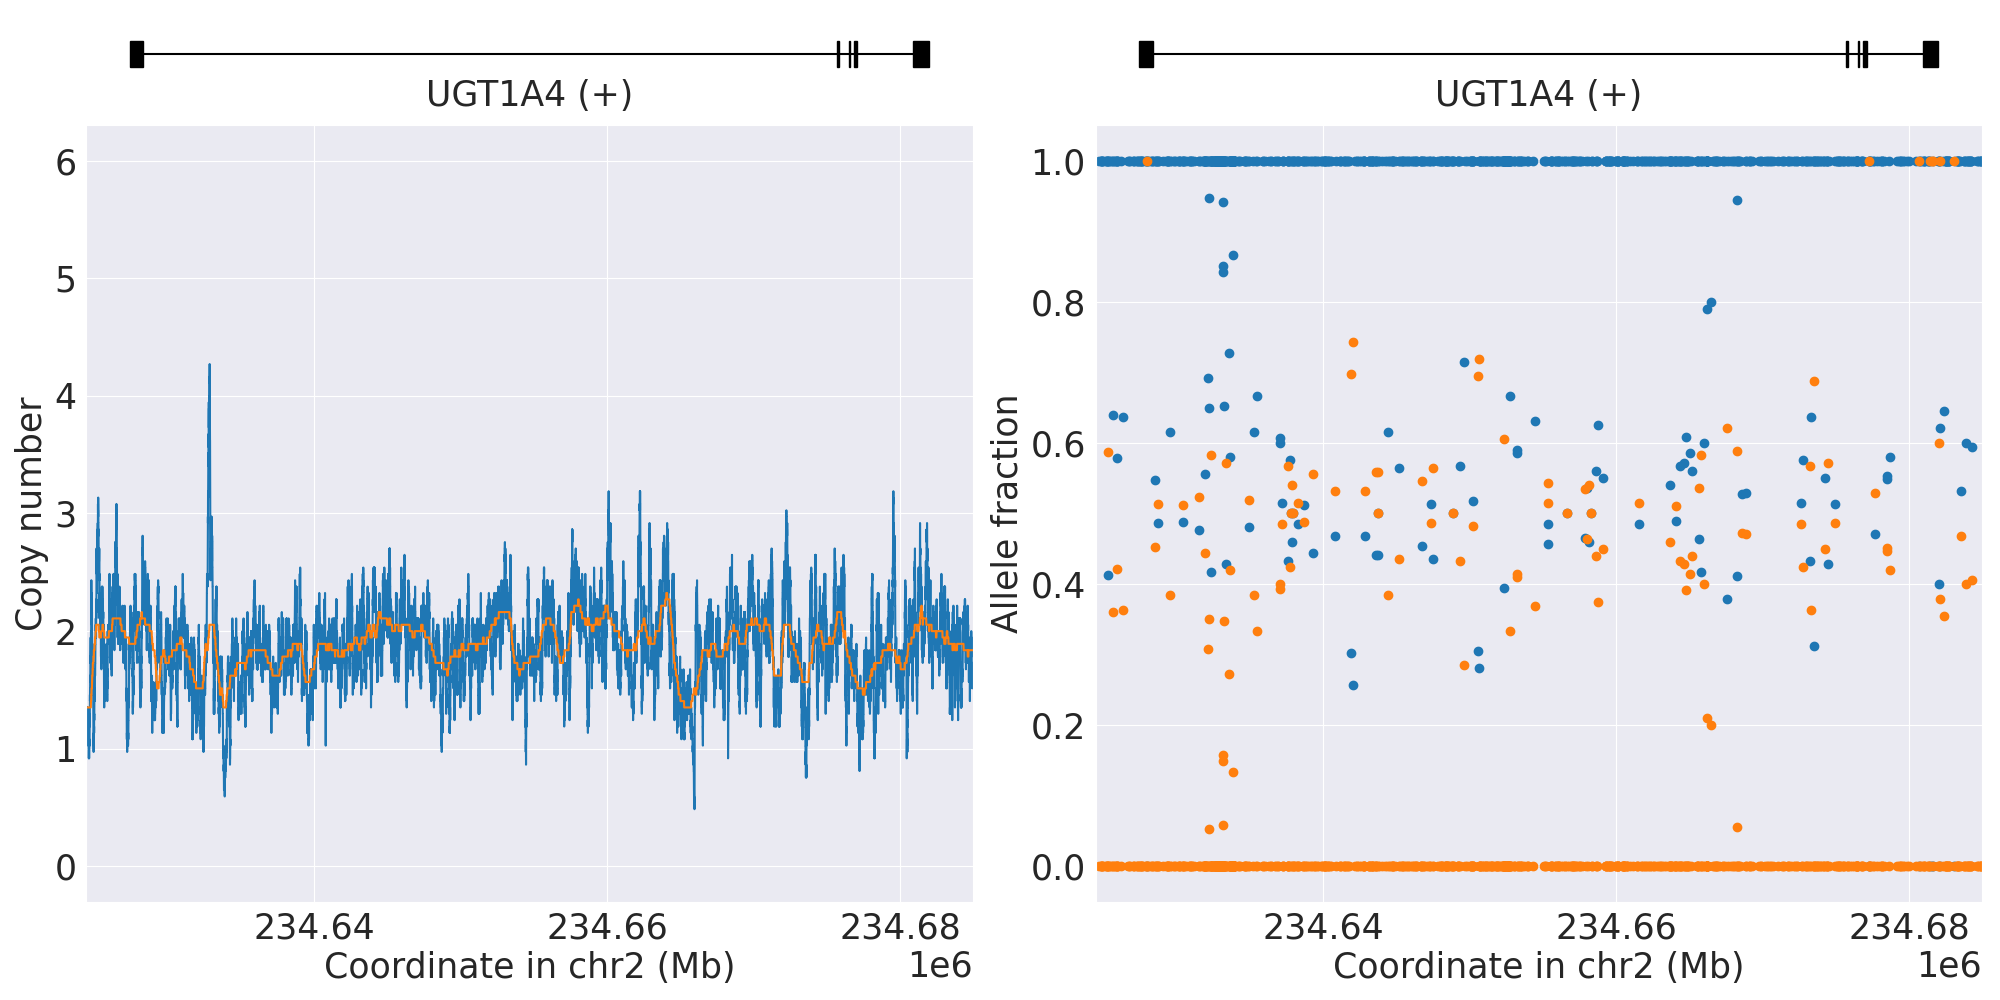 UGT1A4 (+)
6
5
4
3
2
1
0
Copy number
234.64 234.66 234.68
1e6
Coordinate in chr2 (Mb)
UGT1A4 (+)
1.0
0.8
0.6
0.4
0.2
0.0
Allele fraction
234.64 234.66 234.68
1e6
Coordinate in chr2 (Mb)